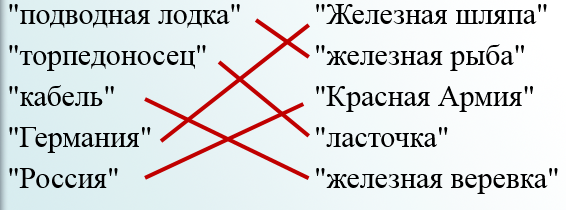 "подводная лодка" "Железная шляпа"
"торпедоносец" "железная рыба"
"кабель" "Красная Армия"
"Германия" "ласточка"
"Россия" "железная веревка"